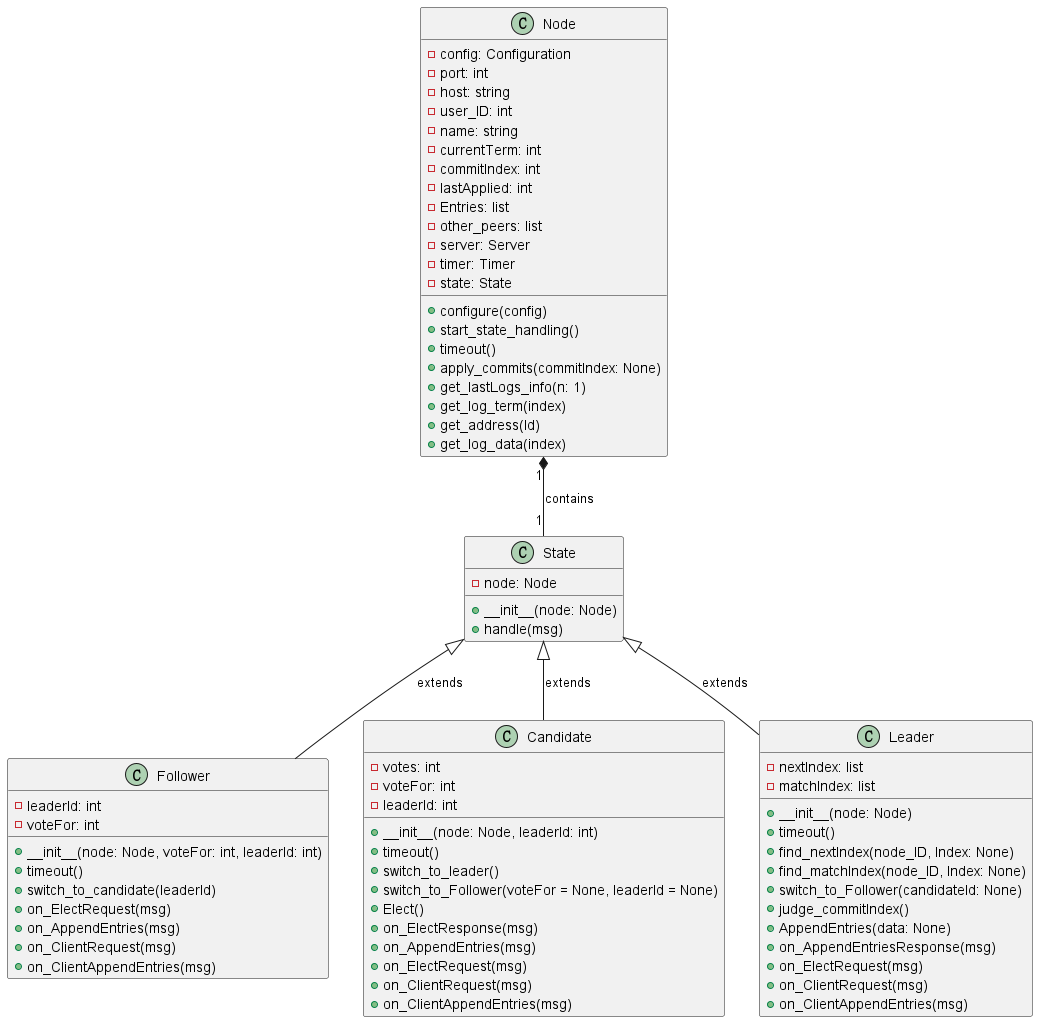 C Node
config: Configuration
port: int
host: string
user_ID: int
name: string
currentTerm: int
commitIndex: int
lastApplied: int
Entries: list
other_peers: list
server: Server
timer: Timer
state: State
configure(config)
start_state_handling()
timeout()
apply_commits(commitIndex: None)
get_lastLogs_info(n: 1)
get_log_term(index)
get_address(Id)
get_log_data(index)
1
contains
1
C State
node: Node
__init__(node: Node)
handle(msg)
extends
extends
extends
C Follower
leaderId: int
voteFor: int
__init__(node: Node, voteFor: int, leaderId: int)
timeout()
switch_to_candidate(leaderId)
on_ElectRequest(msg)
on_AppendEntries(msg)
on_ClientRequest(msg)
on_ClientAppendEntries(msg)
C Candidate
votes: int
voteFor: int
leaderId: int
__init__(node: Node, leaderId: int)
timeout()
switch_to_leader()
switch_to_Follower(voteFor = None, leaderId = None)
Elect()
on_ElectResponse(msg)
on_AppendEntries(msg)
on_ElectRequest(msg)
on_ClientRequest(msg)
on_ClientAppendEntries(msg)
C Leader
nextIndex: list
matchIndex: list
__init__(node: Node)
timeout()
find_nextIndex(node_ID, Index: None)
find_matchIndex(node_ID, Index: None)
switch_to_Follower(candidateId: None)
judge_commitIndex()
AppendEntries(data: None)
on_AppendEntriesResponse(msg)
on_ElectRequest(msg)
on_ClientRequest(msg)
on_ClientAppendEntries(msg)